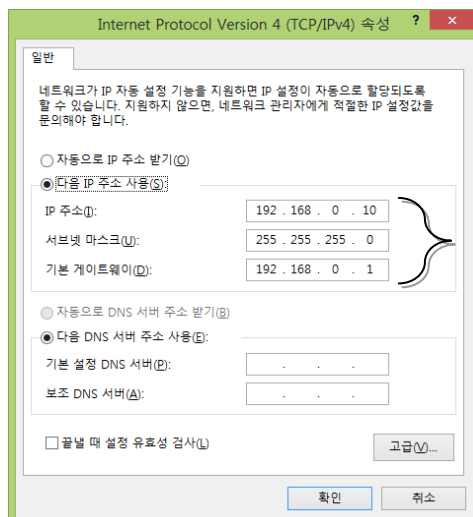 Internet Protocol Version 4 (TCP/IPv4) 속성 ? ×
일반
네트워크가 IP 자동 설정 기능을 지원하면 IP 설정이 자동으로 할당되도록
할 수 있습니다. 지원하지 않으면, 네트워크 관리자에게 적절한 IP 설정값을
문의해야 합니다.
자동으로 IP 주소 받기(O)
다음 IP 주소 사용(S):
IP 주소(I): 192 . 168 . 0 . 10
서브넷 마스크(U): 255 . 255 . 255 . 0
기본 게이트웨이(D): 192 . 168 . 0 . 1
자동으로 DNS 서버 주소 받기(B)
다음 DNS 서버 주소 사용(E):
기본 설정 DNS 서버(P): . . .
보조 DNS 서버(A): . . .
끝낼 때 설정 유효성 검사(L)
고급(V)...
확인 취소